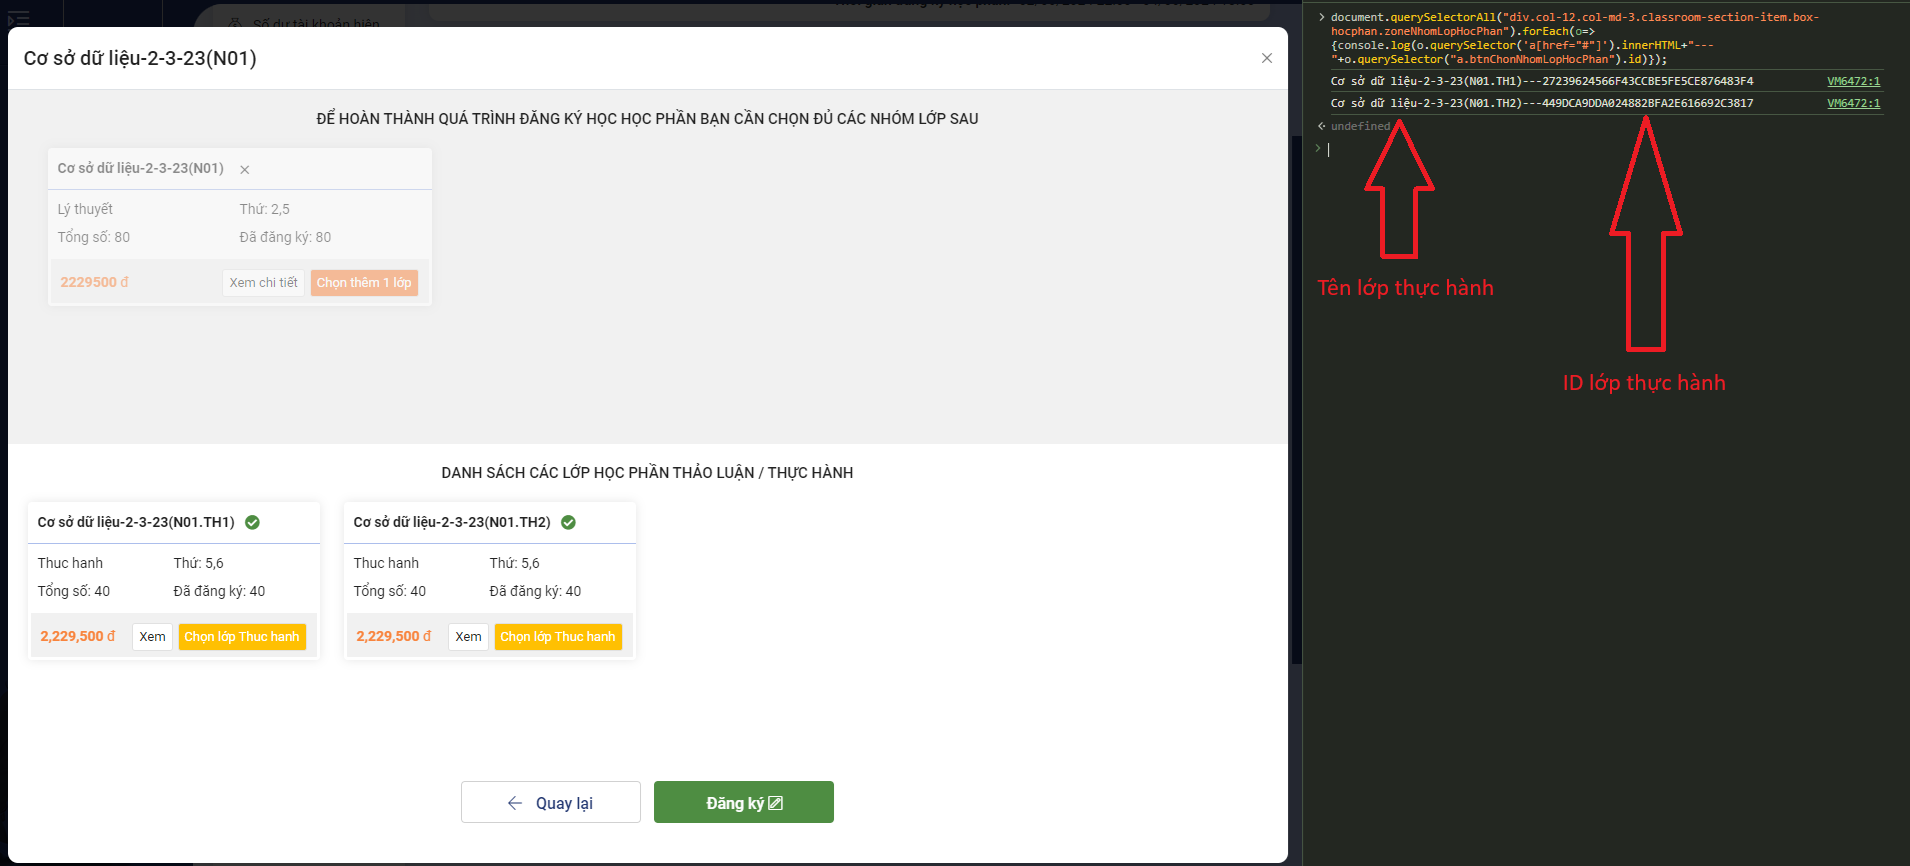 Số dư tài khoản hiện
Cơ sở dữ liệu-2-3-23(N01)
ĐỂ HOÀN THÀNH QUÁ TRÌNH ĐĂNG KÝ HỌC HỌC PHẦN BẠN CẦN CHỌN ĐỦ CÁC NHÓM LỚP SAU
Cơ sở dữ liệu-2-3-23(N01)
Lý thuyết Thứ: 2,5
Tổng số: 80 Đã đăng ký: 80
2229500 đ Xem chi tiết Chọn thêm 1 lớp
DANH SÁCH CÁC LỚP HỌC PHẦN THẢO LUẬN / THỰC HÀNH
Cơ sở dữ liệu-2-3-23(N01.TH1)
Thuc hanh Thứ: 5,6
Tổng số: 40 Đã đăng ký: 40
2,229,500 đ Xem Chọn lớp Thuc hanh
Cơ sở dữ liệu-2-3-23(N01.TH2)
Thuc hanh Thứ: 5,6
Tổng số: 40 Đã đăng ký: 40
2,229,500 đ Xem Chọn lớp Thuc hanh
Quay lại Đăng ký
document.querySelectorAll("div.col-12.col-md-3.classroom-section-item.box-
hocphan.zoneNhomLopHocPhan").forEach(o=>
{console.log(o.querySelector('a[href="#"]').innerHTML+"---
"+o.querySelector("a.btnChonNhomLopHocPhan").id)});
Cơ sở dữ liệu-2-3-23(N01.TH1)---27239624566F43CCBE5FE5CE876483F4 VM6472:1
Cơ sở dữ liệu-2-3-23(N01.TH2)---449DCA9DDA024882BFA2E616692C3817 VM6472:1
undefined
Tên lớp thực hành
ID lớp thực hành